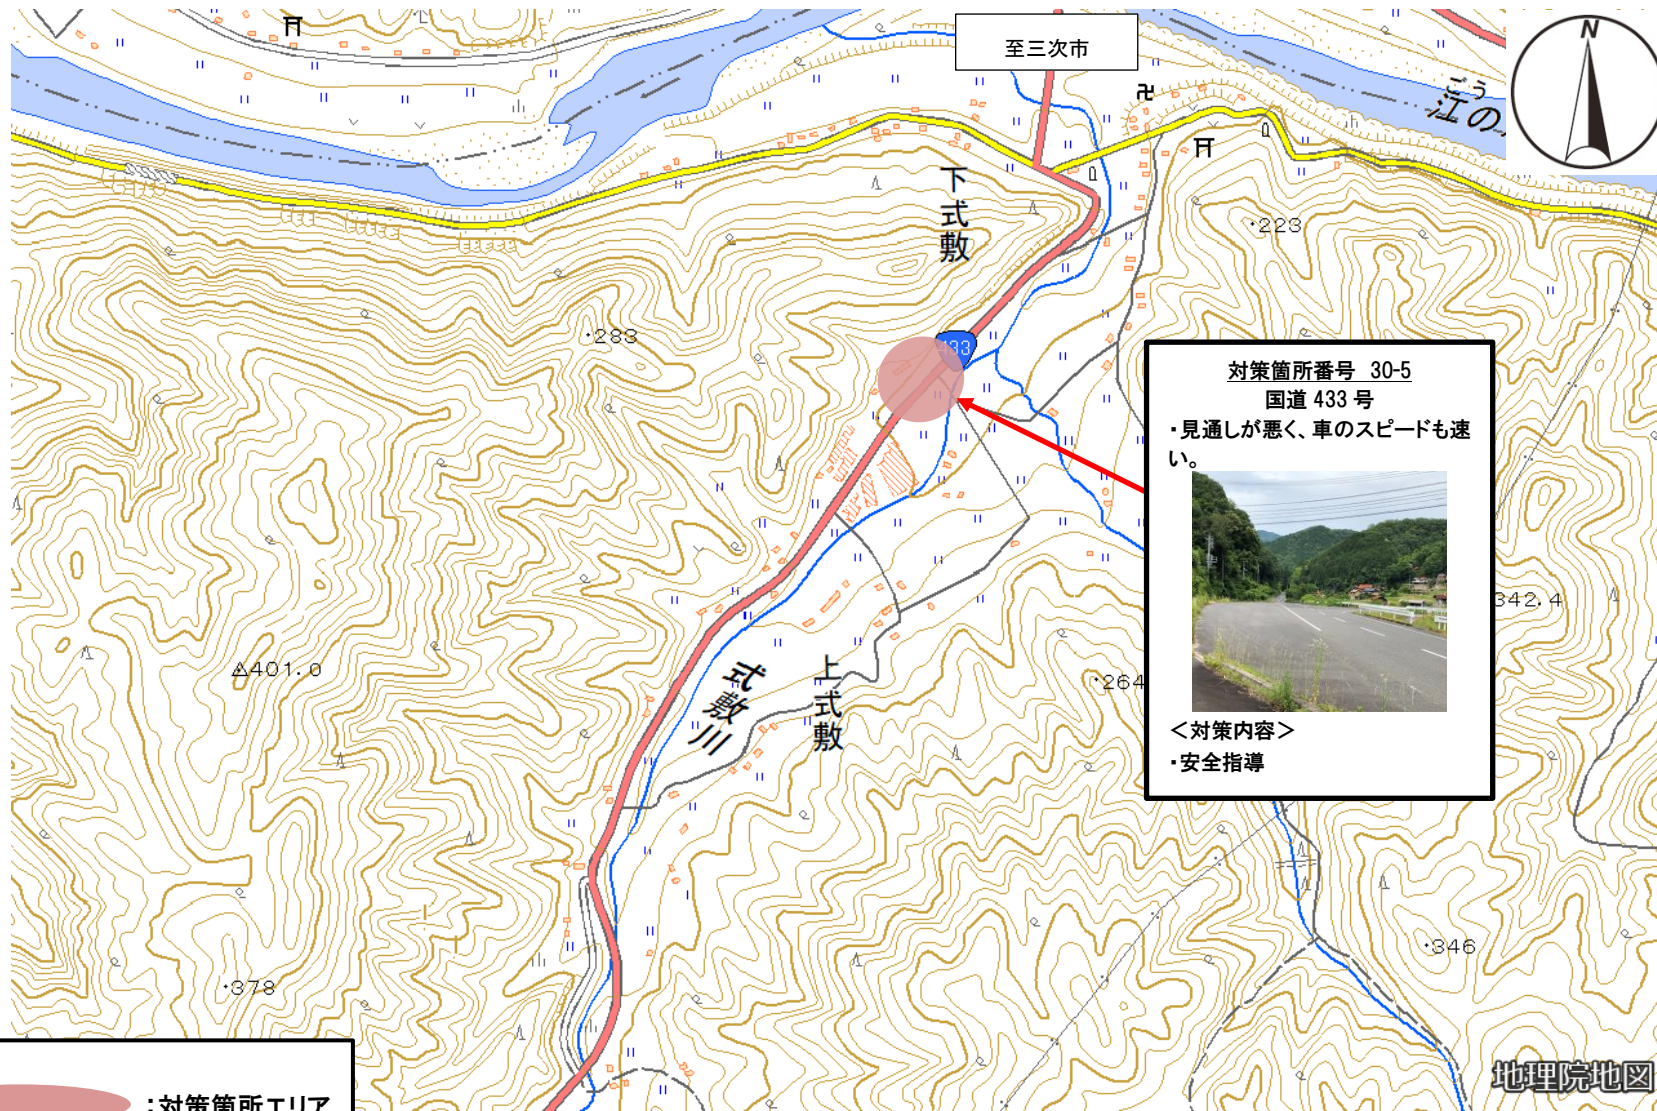 至三次市
N
ごう
江の
下式敷
223
283
433
対策箇所番号 30-5
国道 433 号
・見通しが悪く、車のスピードも速
い。
<対策内容>
・安全指導
342.4
401.0
264
上式敷
式敷川
346
378
:対策箇所エリア
地理院地図